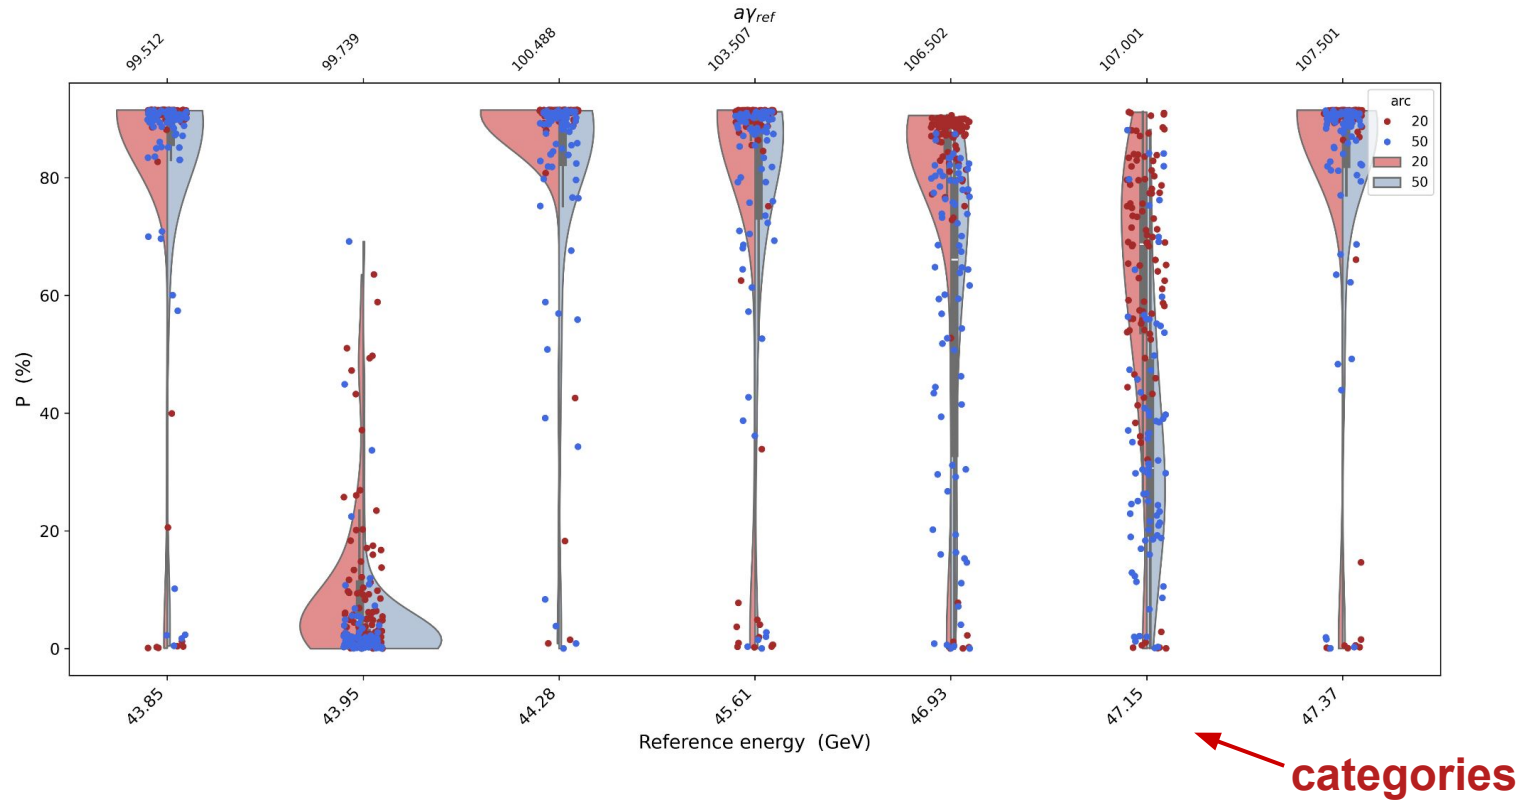 aγref
99.512 99.739 100.488 103.507 106.502 107.001 107.501
arc
20
50
20
50
P (%)
80
60
40
20
0
43.85 43.95 44.28 45.61 46.93 47.15 47.37
Reference energy (GeV)
categories